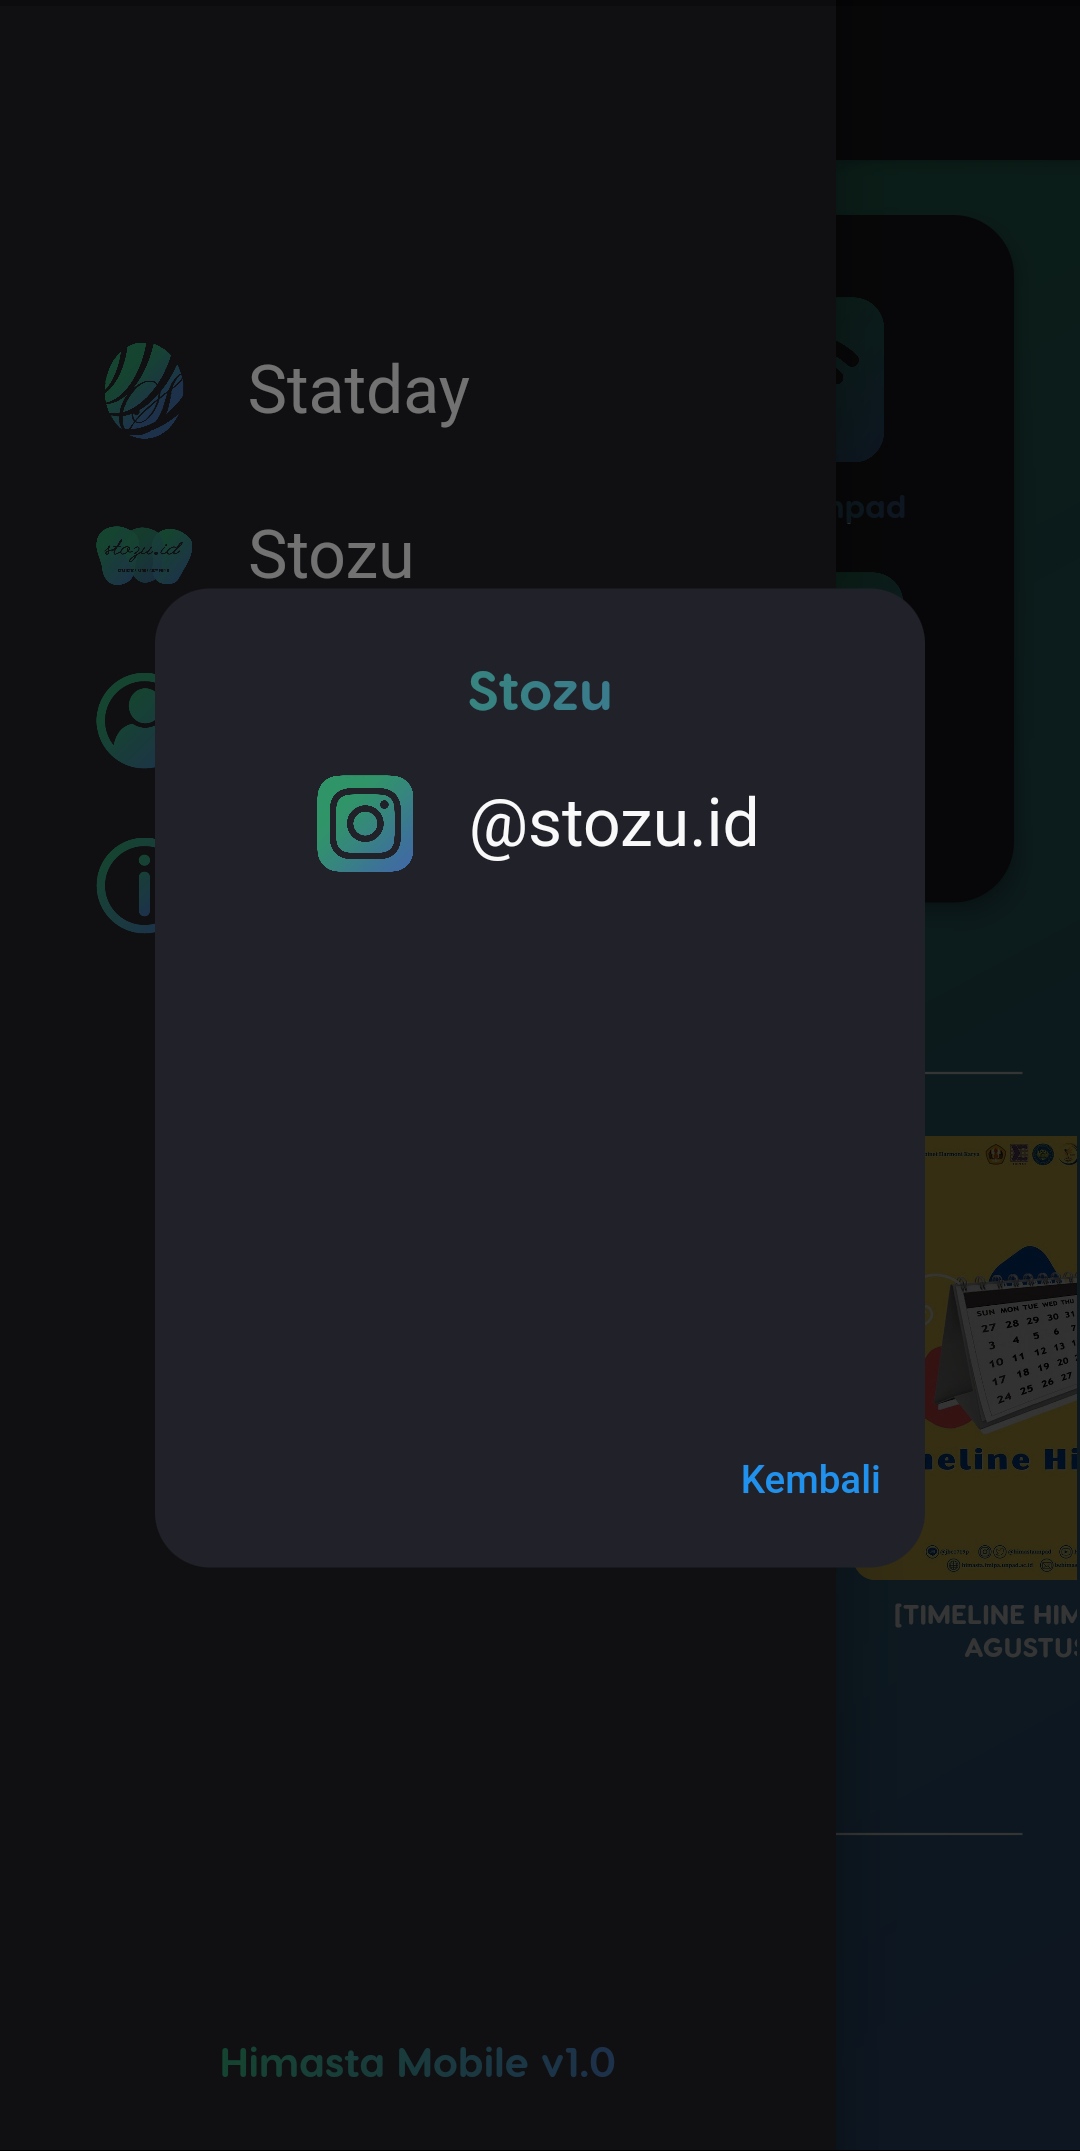 Statday
stozu.id
Stozu
Stozu
@stozu.id
Kembali
npad
SUN MON TUE WED THU
27 28 29 30 31
3 4 5 6 7
10 11 12 13
17 18 19 20
24 25 26 27
neline Hi
[TIMELINE HIM
AGUSTUS
Himasta Mobile v1.0